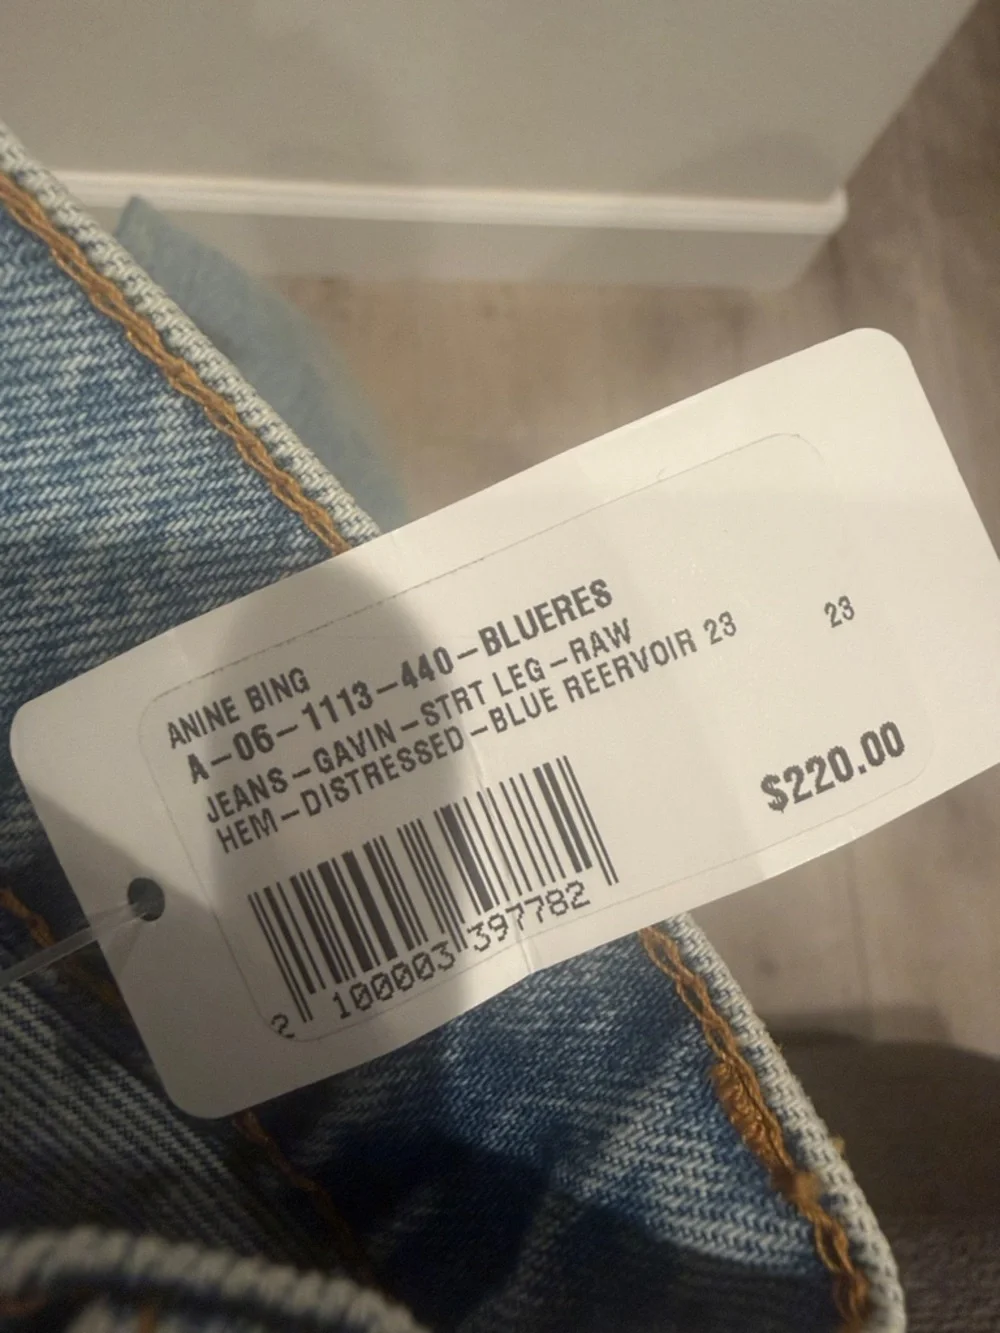 ANINE BING
A-06-1113-440-BLUERES
JEANS-GAVIN-STRT LEG-RAW
HEM-DISTRESSED-BLUE REERVOIR 23
23
$220.00
2 100003 397782